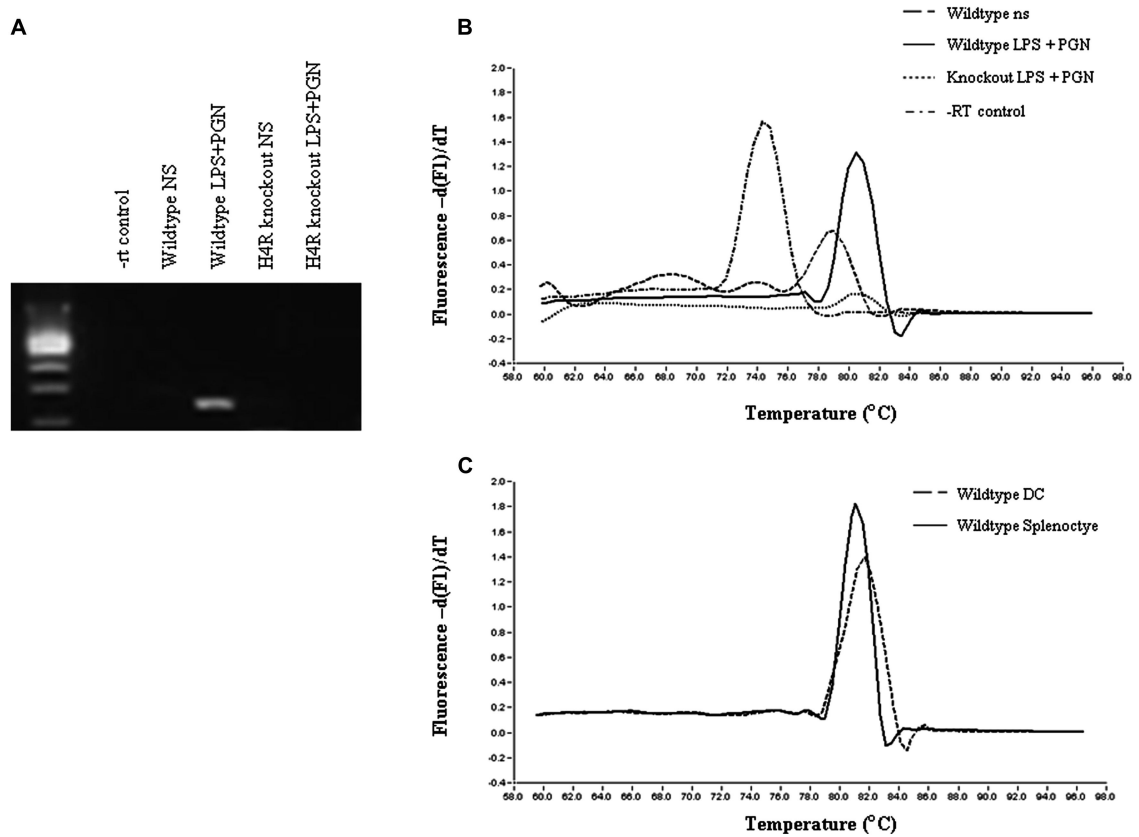 A
-rt control
Wildtype NS
Wildtype LPS+PGN
H4R knockout NS
H4R knockout LPS+PGN
B
Wildtype ns
Wildtype LPS + PGN
Knockout LPS + PGN
-RT control
2.0
1.8
1.6
1.4
1.2
1.0
0.8
0.6
0.4
0.2
0.0
-0.2
-0.4
Fluorescence –d(F1)/dT
58.0 60.0 62.0 64.0 66.0 68.0 70.0 72.0 74.0 76.0 78.0 80.0 82.0 84.0 86.0 88.0 90.0 92.0 94.0 96.0 98.0
Temperature (°C)
C
Wildtype DC
Wildtype Splenoctye
2.0
1.8
1.6
1.4
1.2
1.0
0.8
0.6
0.4
0.2
0.0
-0.2
-0.4
Fluorescence –d(F1)/dT
58.0 60.0 62.0 64.0 66.0 68.0 70.0 72.0 74.0 76.0 78.0 80.0 82.0 84.0 86.0 88.0 90.0 92.0 94.0 96.0 98.0
Temperature (°C)